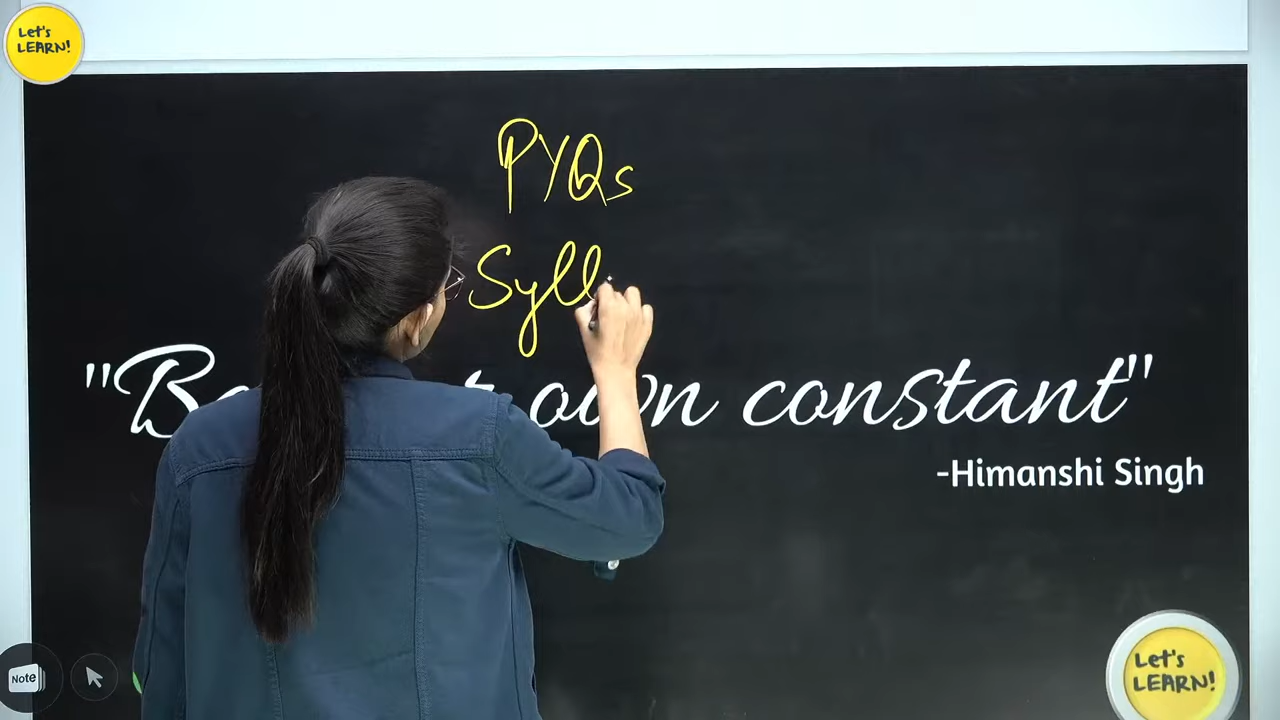 Let's
LEARN!
PYQs
Syll
own constant"
-Himanshi Singh
Let's
LEARN!
Note